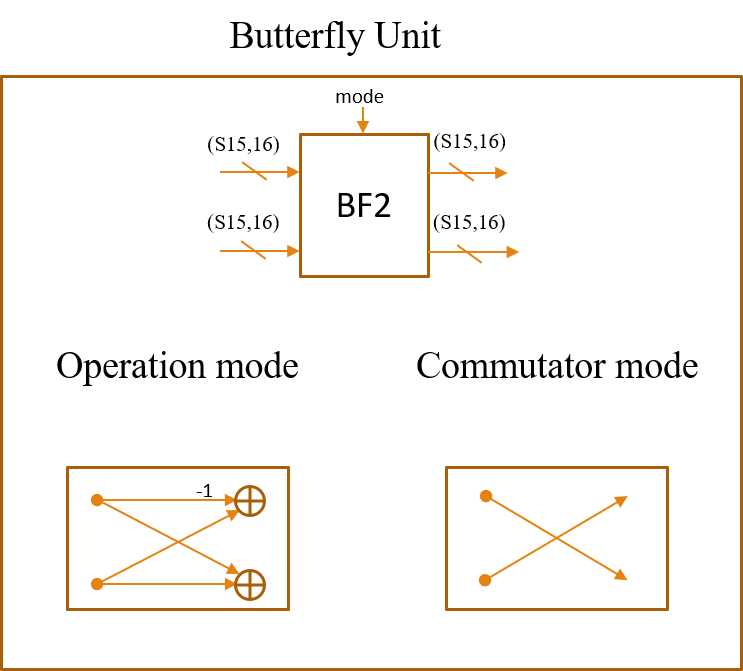 Butterfly Unit
mode
(S15,16)
(S15,16)
BF2
(S15,16)
(S15,16)
Operation mode
Commutator mode
-1